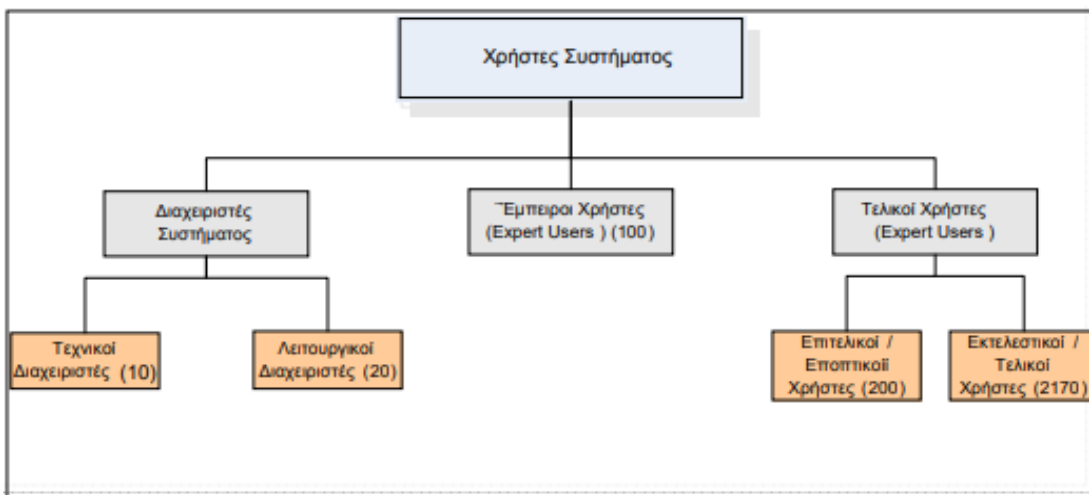 Χρήστες Συστήματος
Διαχειριστές
Συστήματος
῞Εμπειροι Χρήστες
(Expert Users ) (100)
Τελικοί Χρήστες
(Expert Users )
Τεχνικοί
Διαχειριστές (10)
Λειτουργικοί
Διαχειριστές (20)
Επιτελικοί /
Εποπτικοίί
Χρήστες (200)
Εκτελεστικοί /
Τελικοί
Χρήστες (2170)